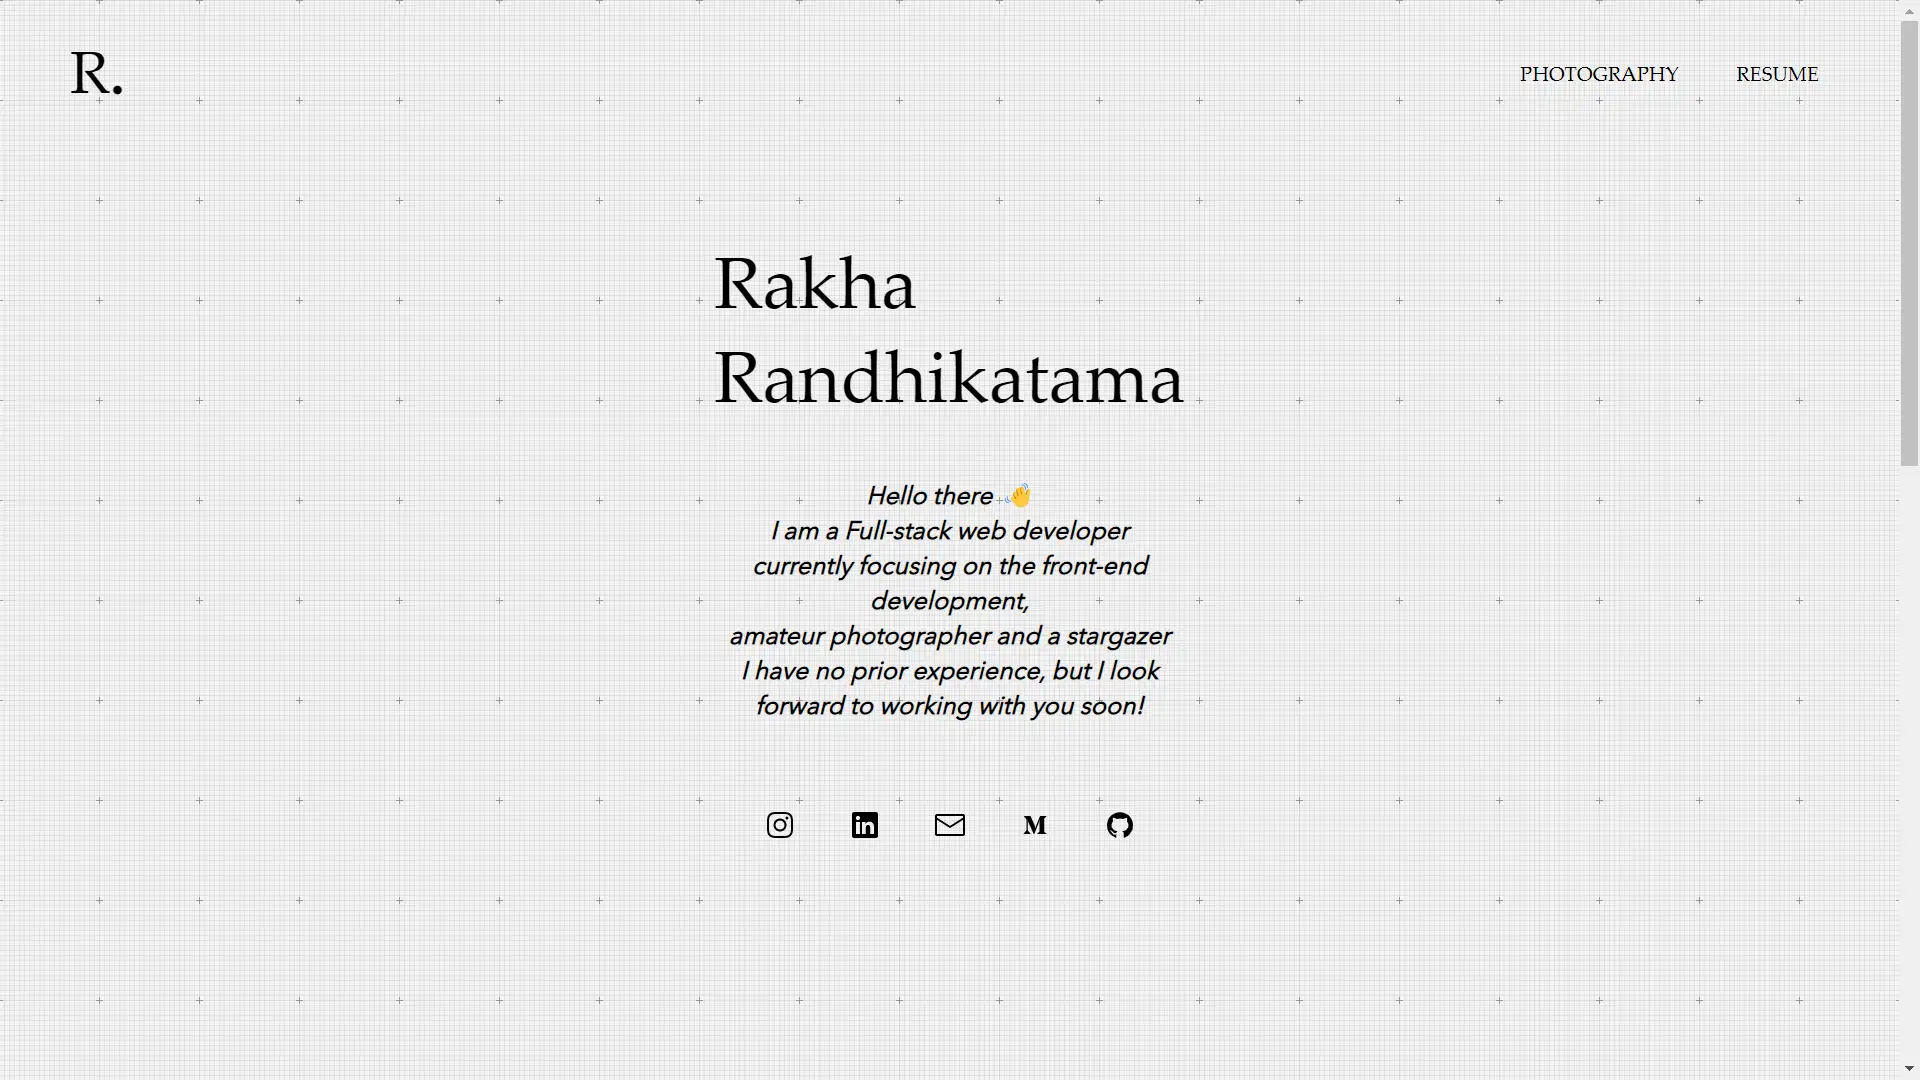 R.
PHOTOGRAPHY
RESUME
Rakha
Randhikatama
Hello there 👋
I am a Full-stack web developer
currently focusing on the front-end
development,
amateur photographer and a stargazer
I have no prior experience, but I look
forward to working with you soon!